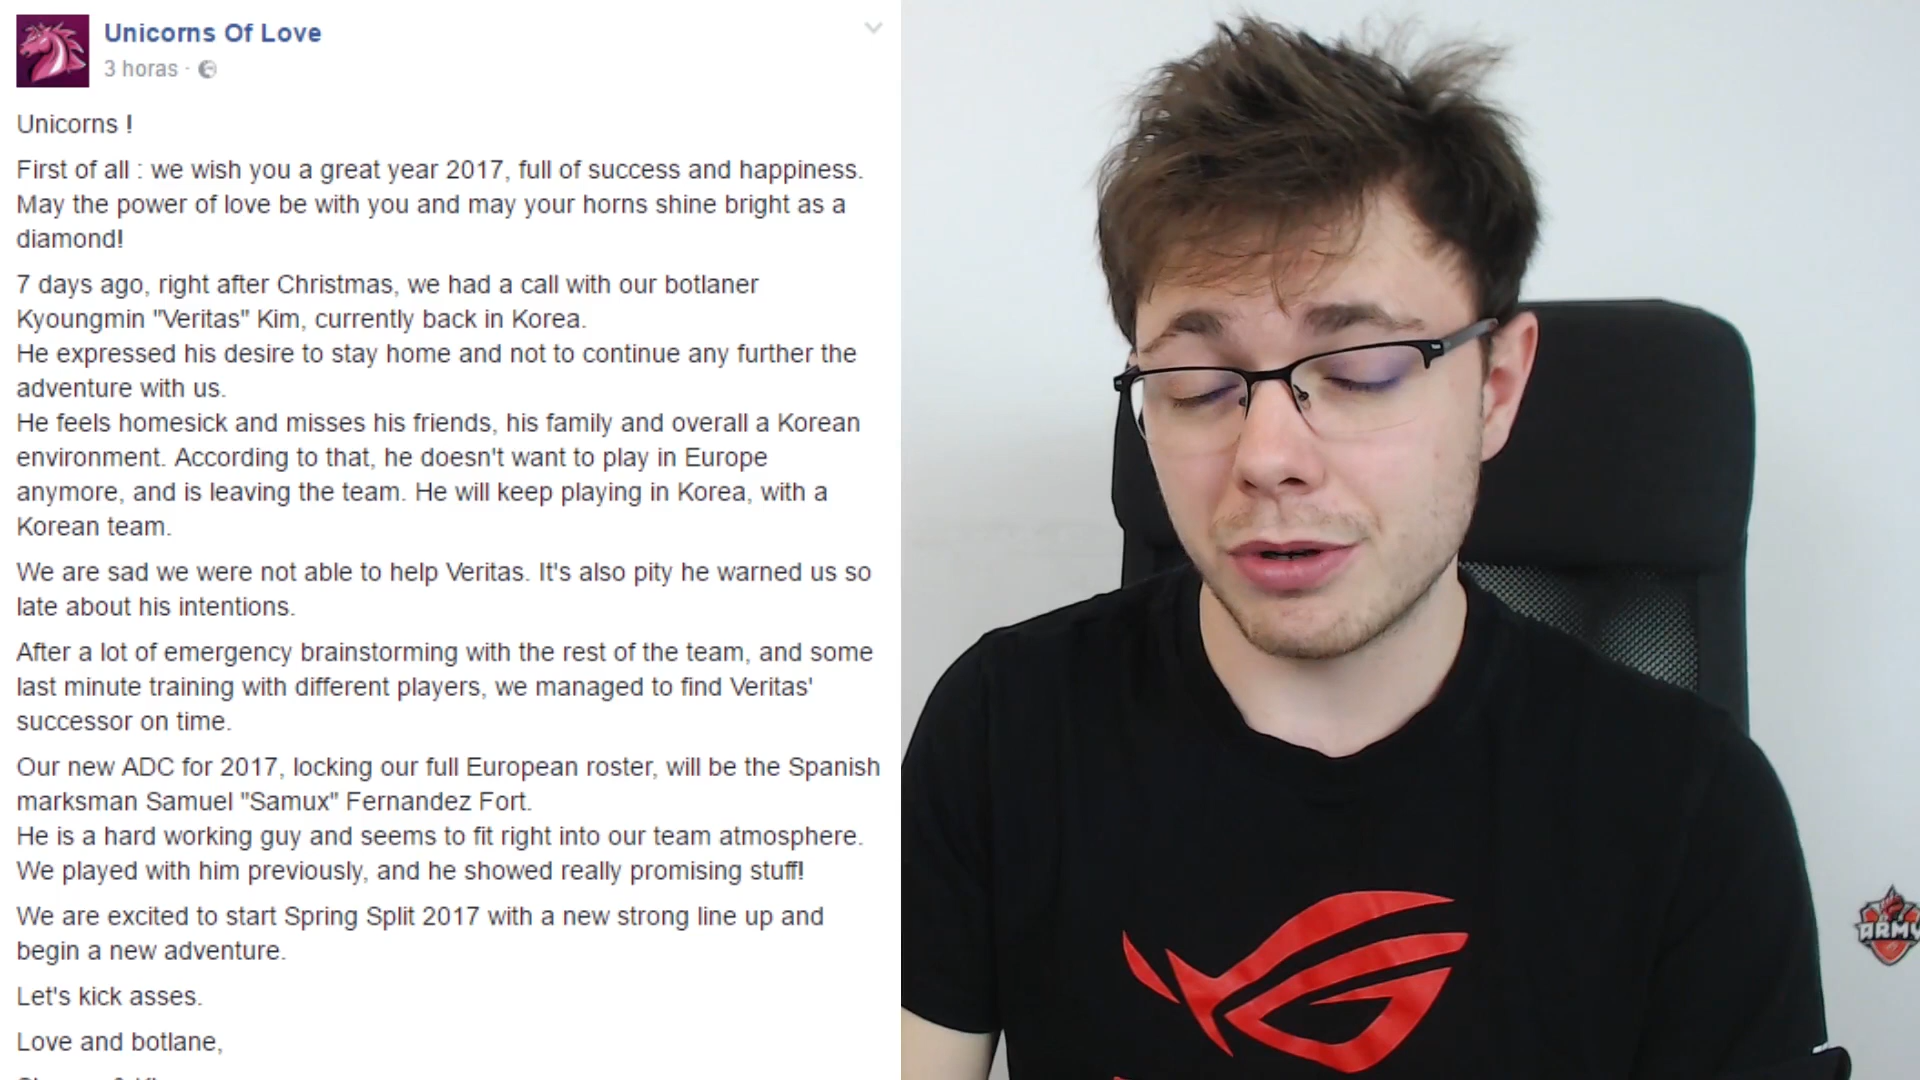 Unicorns Of Love
3 horas ·
Unicorns !
First of all : we wish you a great year 2017, full of success and happiness.
May the power of love be with you and may your horns shine bright as a
diamond!
7 days ago, right after Christmas, we had a call with our botlaner
Kyoungmin "Veritas" Kim, currently back in Korea.
He expressed his desire to stay home and not to continue any further the
adventure with us.
He feels homesick and misses his friends, his family and overall a Korean
environment. According to that, he doesn't want to play in Europe
anymore, and is leaving the team. He will keep playing in Korea, with a
Korean team.
We are sad we were not able to help Veritas. It's also pity he warned us so
late about his intentions.
After a lot of emergency brainstorming with the rest of the team, and some
last minute training with different players, we managed to find Veritas'
successor on time.
Our new ADC for 2017, locking our full European roster, will be the Spanish
marksman Samuel "Samux" Fernandez Fort.
He is a hard working guy and seems to fit right into our team atmosphere.
We played with him previously, and he showed really promising stuff!
We are excited to start Spring Split 2017 with a new strong line up and
begin a new adventure.
Let's kick asses.
Love and botlane,
ARMY